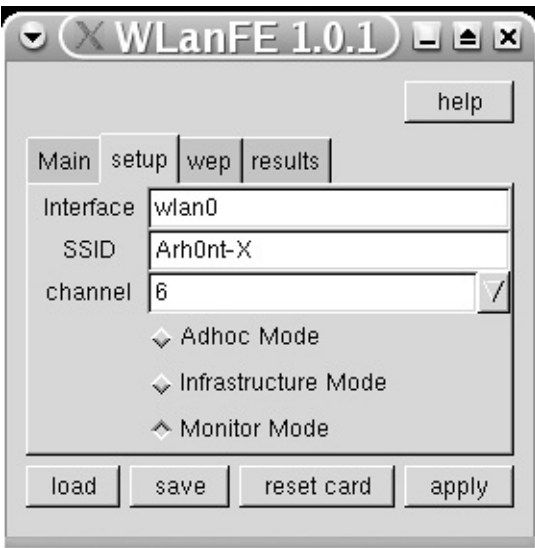 WLanFE 1.0.1
help
Main setup wep results
Interface wlan0
SSID Arh0nt-X
channel 6
Adhoc Mode
Infrastructure Mode
Monitor Mode
load save reset card apply